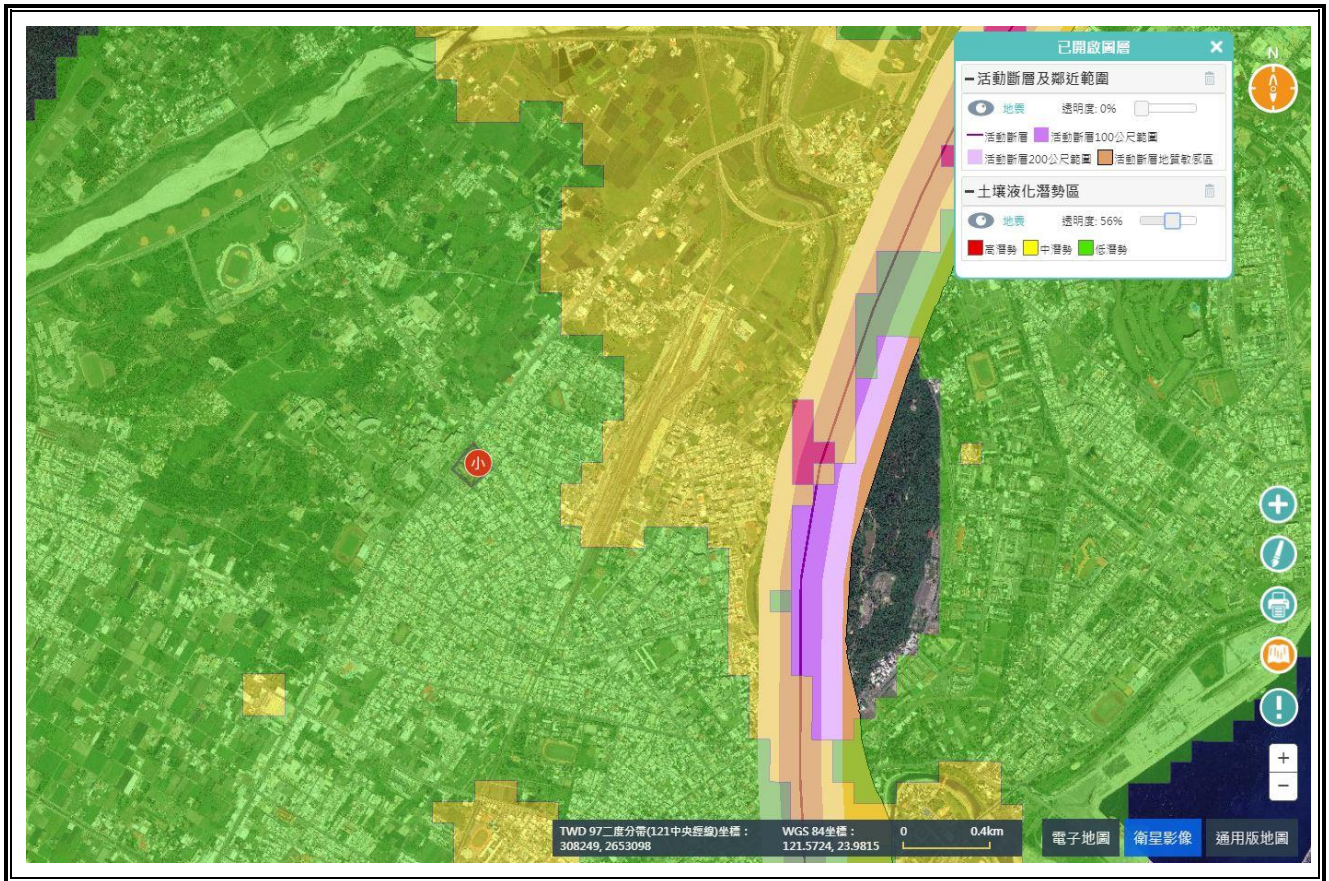 已開啟圖層
N
活動斷層及鄰近範圍
地表 透明度: 0%
活動斷層 活動斷層100公尺範圍
活動斷層200公尺範圍 活動斷層地質敏感區
土壤液化潛勢區
地表 透明度: 56%
高潛勢 中潛勢 低潛勢
小
+
−
TWD 97二度分帶(121中央經線)坐標：
308249, 2653098
WGS 84坐標：
121.5724, 23.9815
0 0.4km
電子地圖 衛星影像 通用版地圖